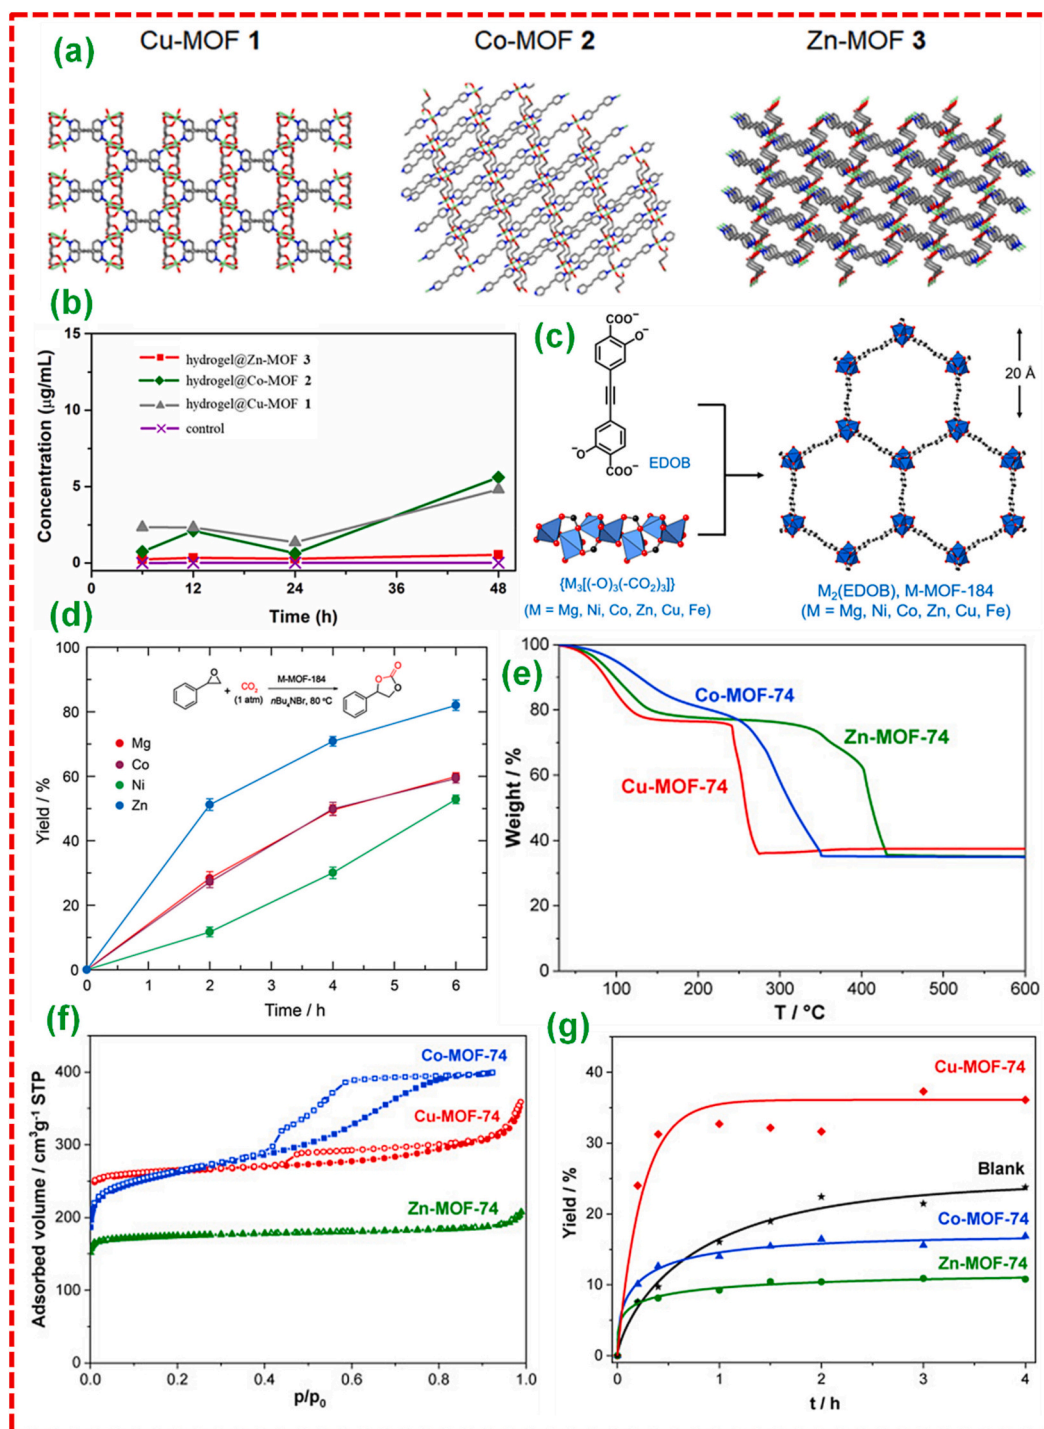 (a)
Cu-MOF 1
Co-MOF 2
Zn-MOF 3
(b)
Concentration (µg/mL)
15
10
5
0
hydrogel@Zn-MOF 3
hydrogel@Co-MOF 2
hydrogel@Cu-MOF 1
control
0 12 24 36 48
Time (h)
(c)
COO⁻
O⁻
⁻O
COO⁻
EDOB
{M₃[(-O)₃(-CO₂)₃]}
(M = Mg, Ni, Co, Zn, Cu, Fe)
20 Å
M₂(EDOB), M-MOF-184
(M = Mg, Ni, Co, Zn, Cu, Fe)
(d)
Yield / %
100
80
60
40
20
0
O
+
CO₂
(1 atm)
M-MOF-184
nBu₄NBr, 80 °C
O
O
O
Mg
Co
Ni
Zn
0 1 2 3 4 5 6
Time / h
(e)
Weight / %
100
80
60
40
20
0
Co-MOF-74
Zn-MOF-74
Cu-MOF-74
100 200 300 400 500 600
T / °C
(f)
Adsorbed volume / cm³g⁻¹ STP
400
300
200
100
0
Co-MOF-74
Cu-MOF-74
Zn-MOF-74
0.0 0.2 0.4 0.6 0.8 1.0
p/p₀
(g)
Yield / %
40
30
20
10
0
Cu-MOF-74
Blank
Co-MOF-74
Zn-MOF-74
0 1 2 3 4
t / h